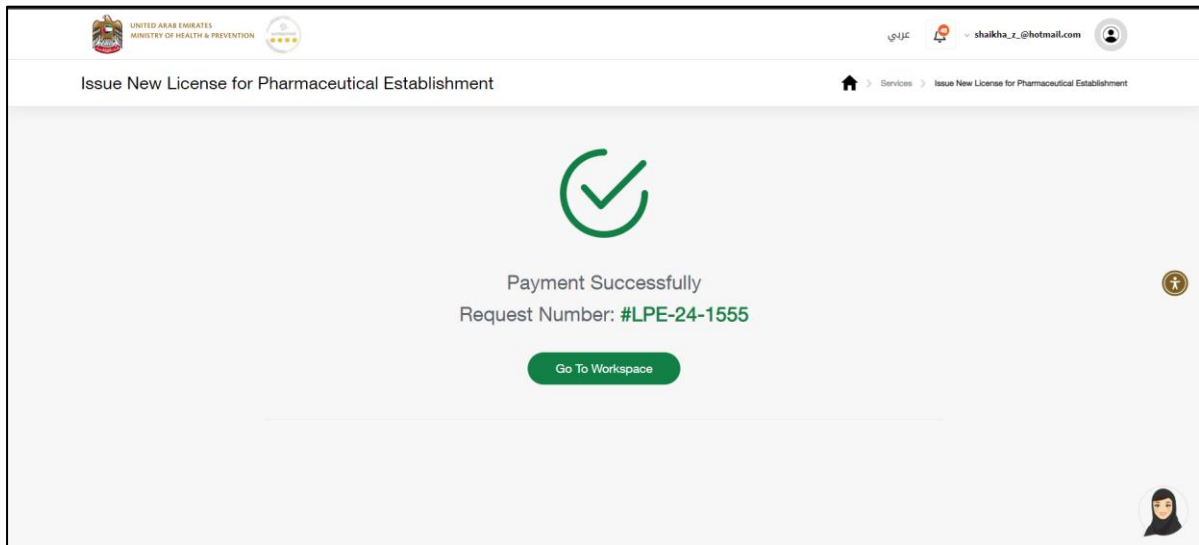 UNITED ARAB EMIRATES
MINISTRY OF HEALTH & PREVENTION
عربي
shaikha_z_@hotmail.com
Issue New License for Pharmaceutical Establishment
Services > Issue New License for Pharmaceutical Establishment
Payment Successfully
Request Number: #LPE-24-1555
Go To Workspace